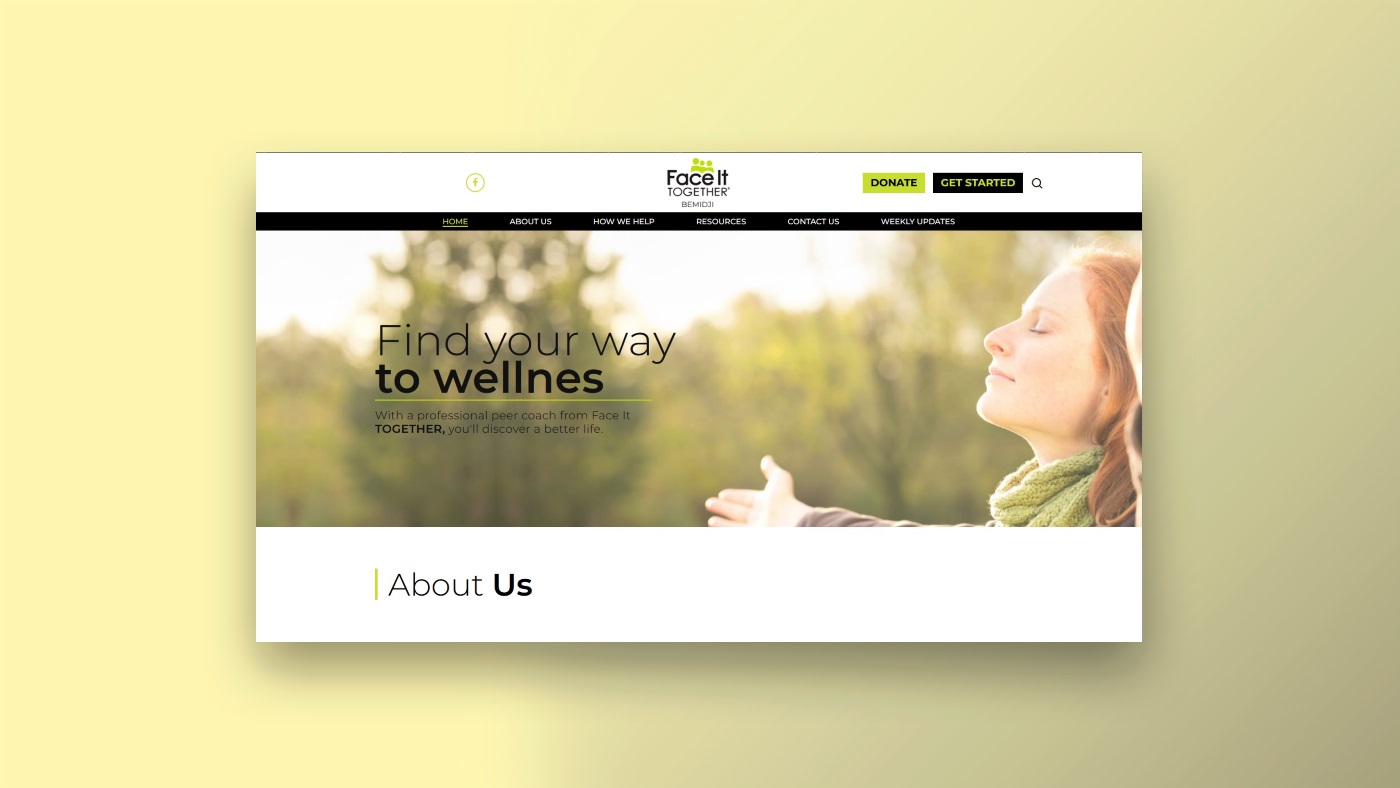 Face It
TOGETHER®
BEMIDJI
DONATE
GET STARTED
HOME
ABOUT US
HOW WE HELP
RESOURCES
CONTACT US
WEEKLY UPDATES
Find your way
to wellnes
With a professional peer coach from Face It
TOGETHER, you'll discover a better life.
About Us